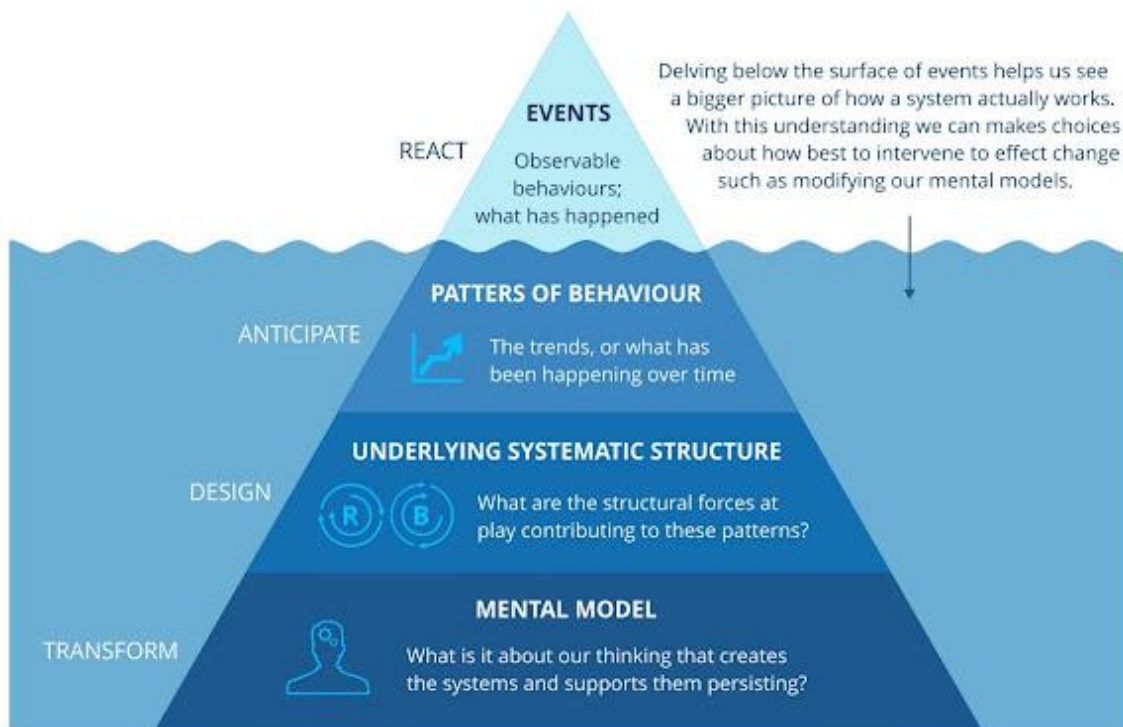 EVENTS
REACT
Observable
behaviours;
what has happened
Delving below the surface of events helps us see
a bigger picture of how a system actually works.
With this understanding we can makes choices
about how best to intervene to effect change
such as modifying our mental models.
PATTERS OF BEHAVIOUR
ANTICIPATE
The trends, or what has
been happening over time
UNDERLYING SYSTEMATIC STRUCTURE
DESIGN
R B
What are the structural forces at
play contributing to these patterns?
MENTAL MODEL
TRANSFORM
What is it about our thinking that creates
the systems and supports them persisting?